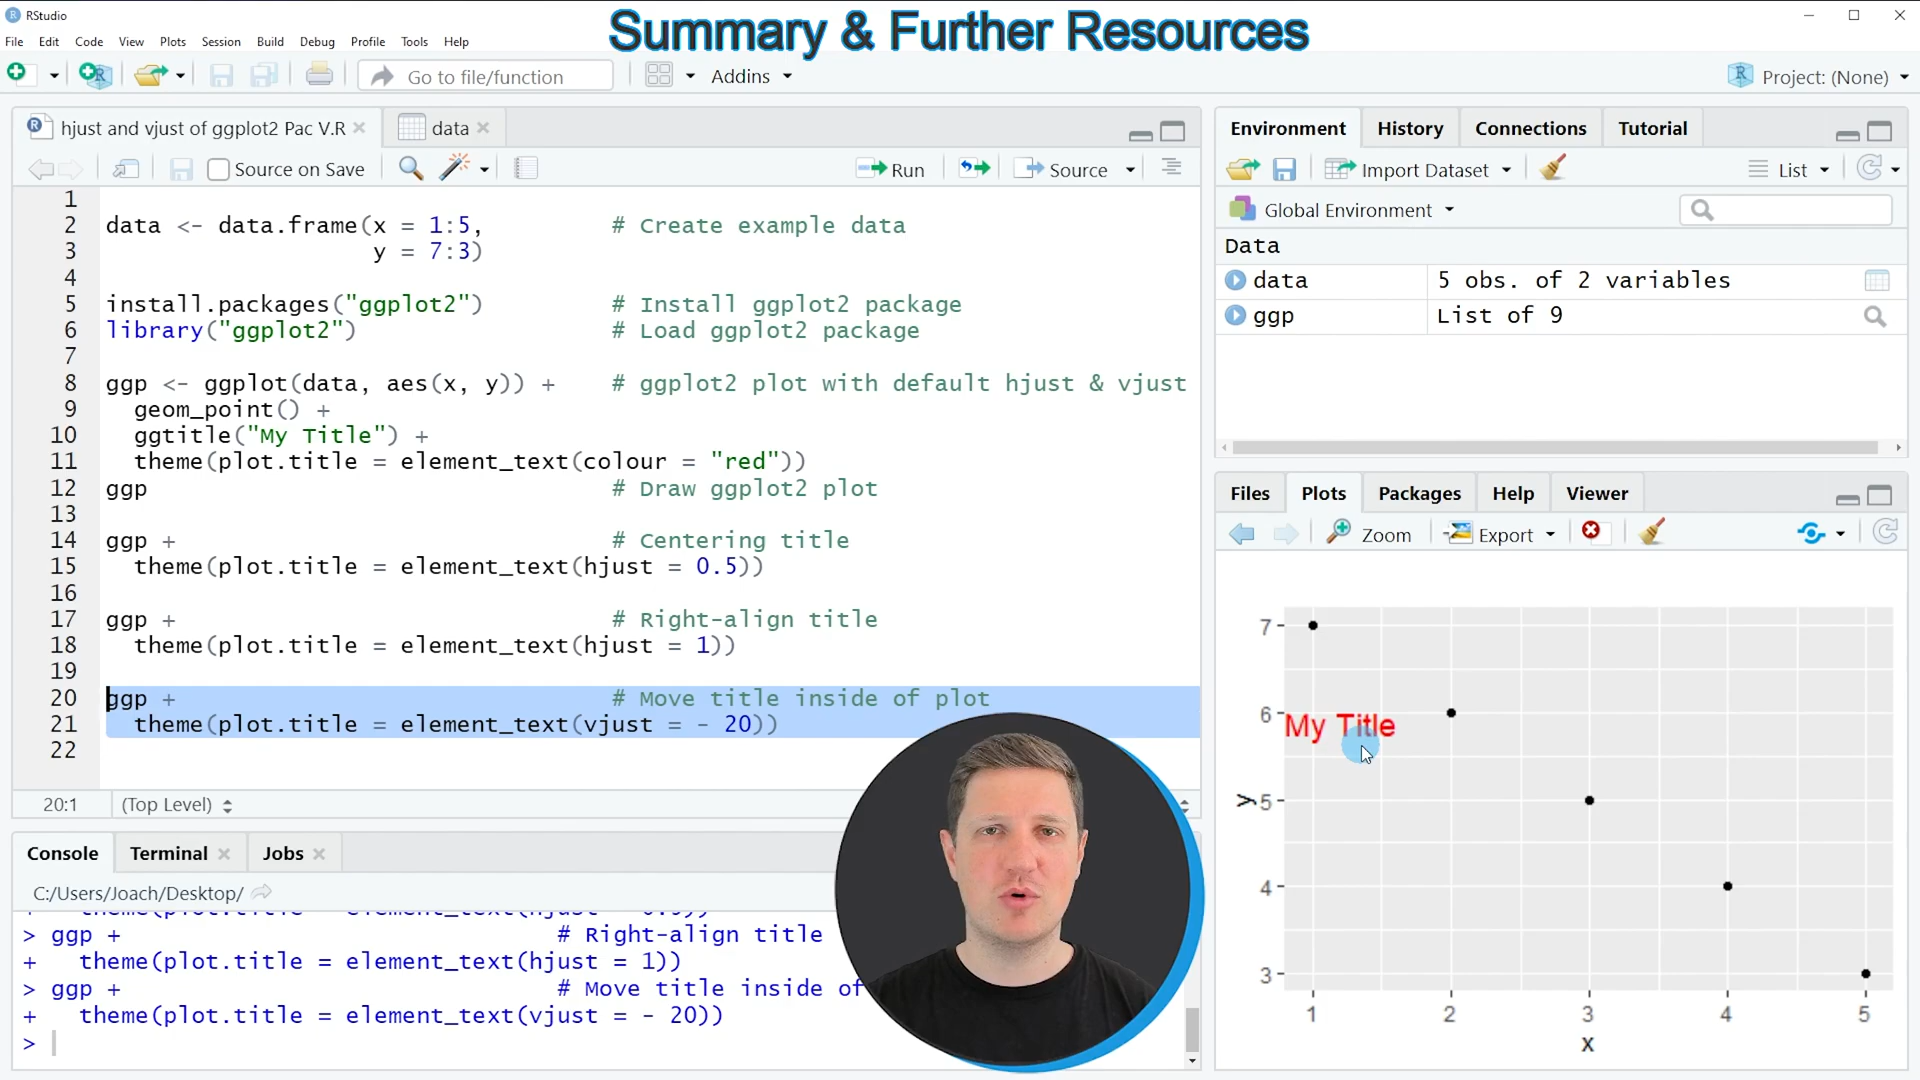 RStudio
Summary & Further Resources
File Edit Code View Plots Session Build Debug Profile Tools Help
Go to file/function
Addins
Project: (None)
hjust and vjust of ggplot2 Pac V.R
data
Source on Save
Run
Source
1
2 data <- data.frame(x = 1:5, # Create example data
3 y = 7:3)
4
5 install.packages("ggplot2") # Install ggplot2 package
6 library("ggplot2") # Load ggplot2 package
7
8 ggp <- ggplot(data, aes(x, y)) + # ggplot2 plot with default hjust & vjust
9 geom_point() +
10 ggtitle("My Title") +
11 theme(plot.title = element_text(colour = "red"))
12 ggp # Draw ggplot2 plot
13
14 ggp + # Centering title
15 theme(plot.title = element_text(hjust = 0.5))
16
17 ggp + # Right-align title
18 theme(plot.title = element_text(hjust = 1))
19
20 ggp + # Move title inside of plot
21 theme(plot.title = element_text(vjust = - 20))
22
20:1 (Top Level)
Console Terminal Jobs
C:/Users/Joach/Desktop/
> ggp + # Right-align title
+ theme(plot.title = element_text(hjust = 1))
> ggp + # Move title inside of
+ theme(plot.title = element_text(vjust = - 20))
>
Environment History Connections Tutorial
Import Dataset
List
Global Environment
Data
data 5 obs. of 2 variables
ggp List of 9
Files Plots Packages Help Viewer
Zoom Export
7
6
My Title
y
5
4
3
1 2 3 4 5
x